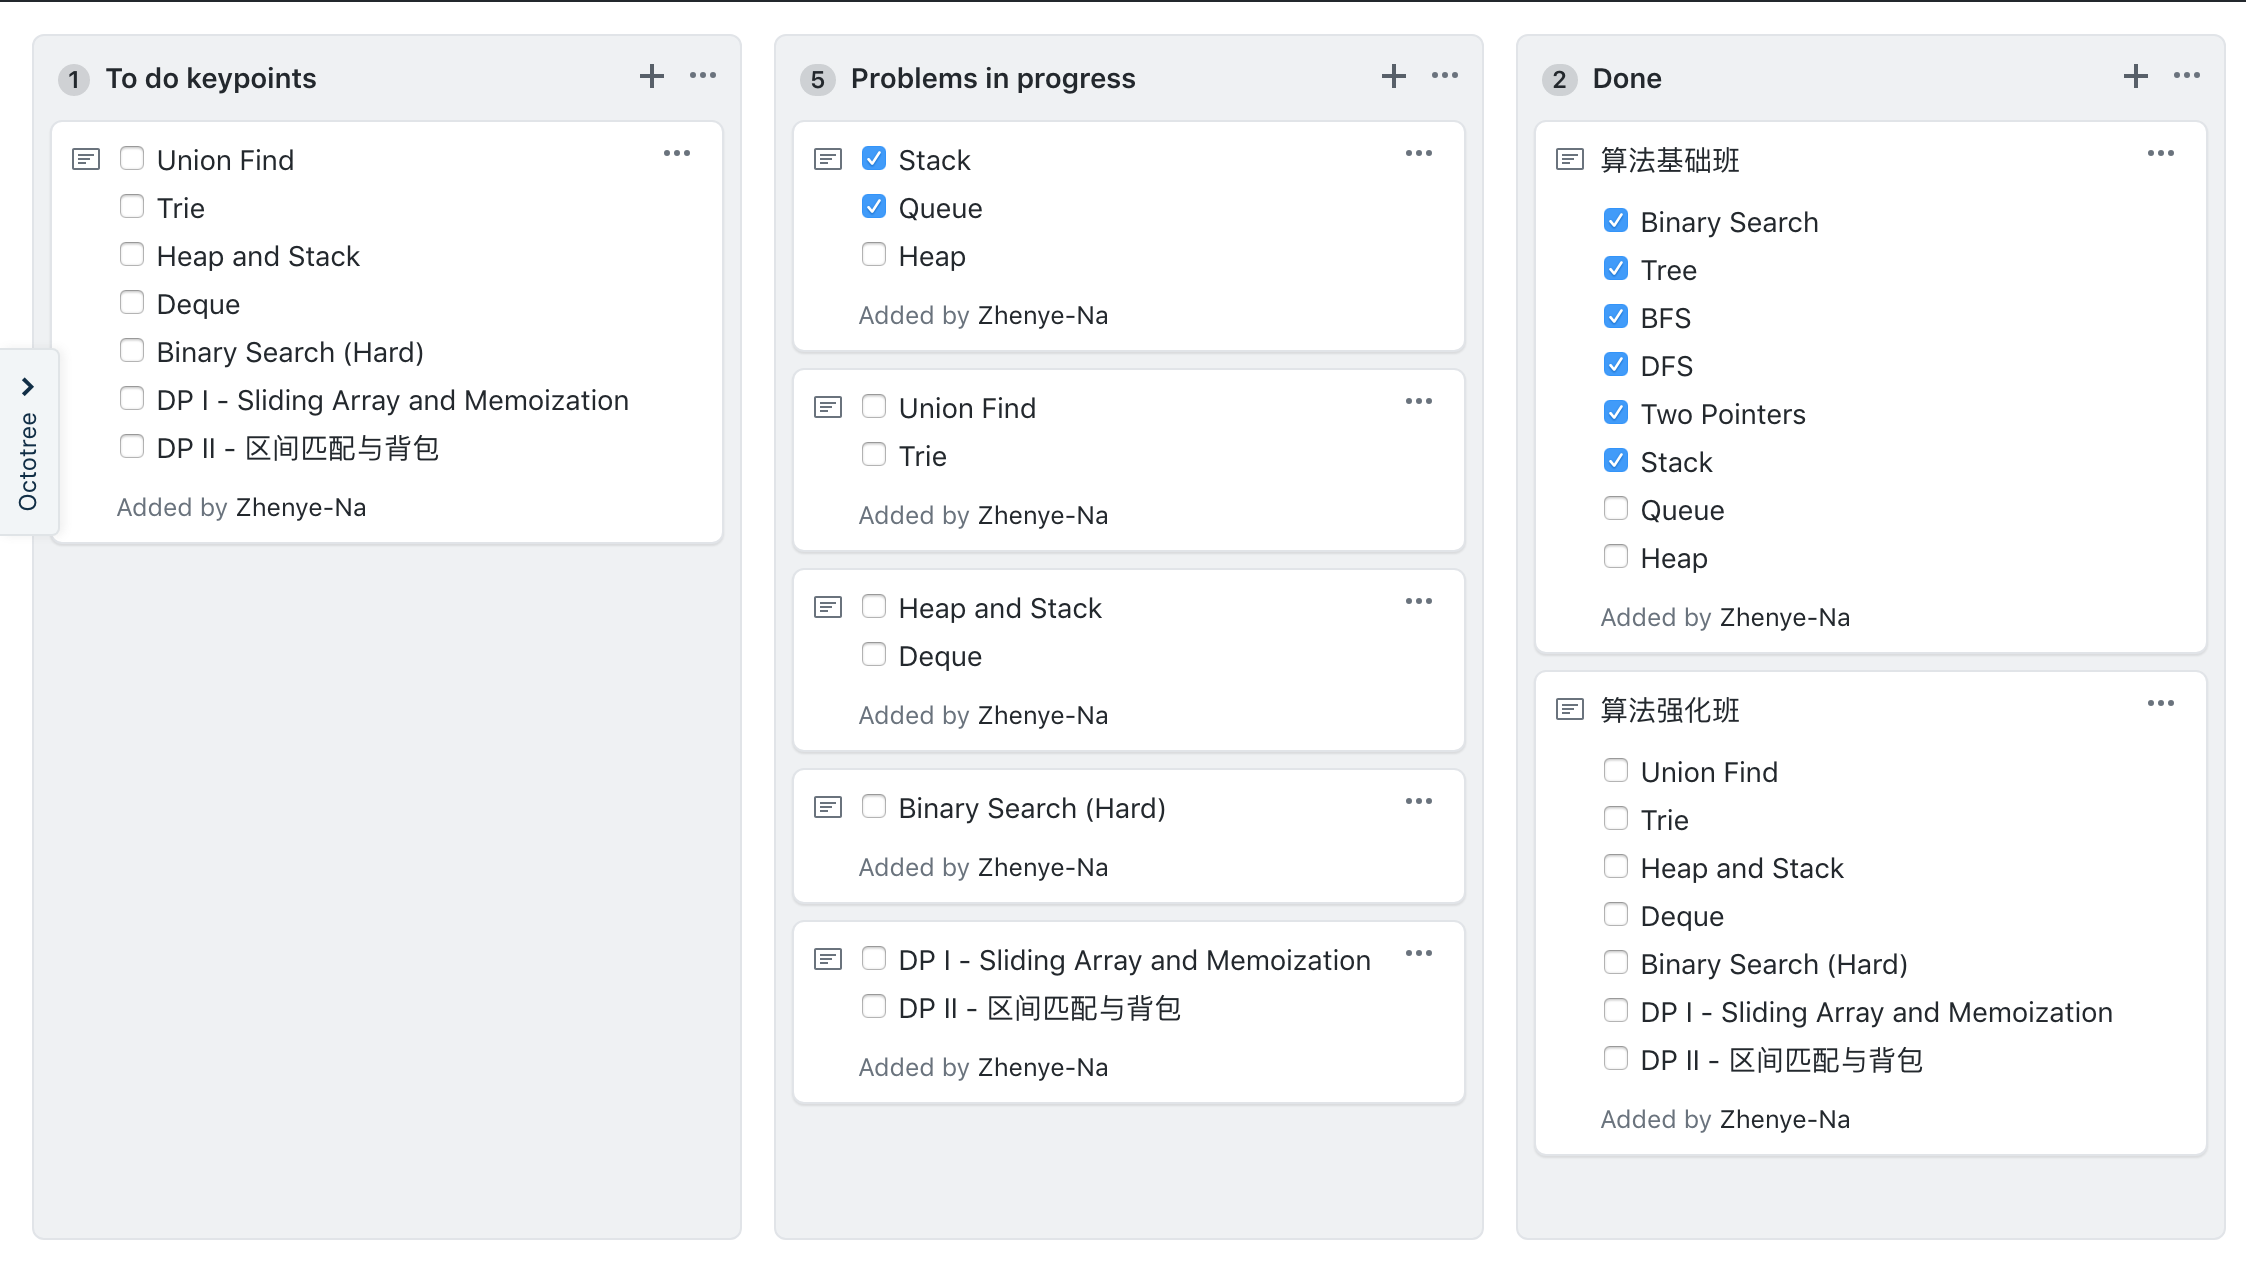 1 To do keypoints
Union Find
Trie
Heap and Stack
Deque
Binary Search (Hard)
DP I - Sliding Array and Memoization
DP II - 区间匹配与背包
Added by Zhenye-Na
Octotree
5 Problems in progress
Stack
Queue
Heap
Added by Zhenye-Na
Union Find
Trie
Added by Zhenye-Na
Heap and Stack
Deque
Added by Zhenye-Na
Binary Search (Hard)
Added by Zhenye-Na
DP I - Sliding Array and Memoization
DP II - 区间匹配与背包
Added by Zhenye-Na
2 Done
算法基础班
Binary Search
Tree
BFS
DFS
Two Pointers
Stack
Queue
Heap
Added by Zhenye-Na
算法强化班
Union Find
Trie
Heap and Stack
Deque
Binary Search (Hard)
DP I - Sliding Array and Memoization
DP II - 区间匹配与背包
Added by Zhenye-Na